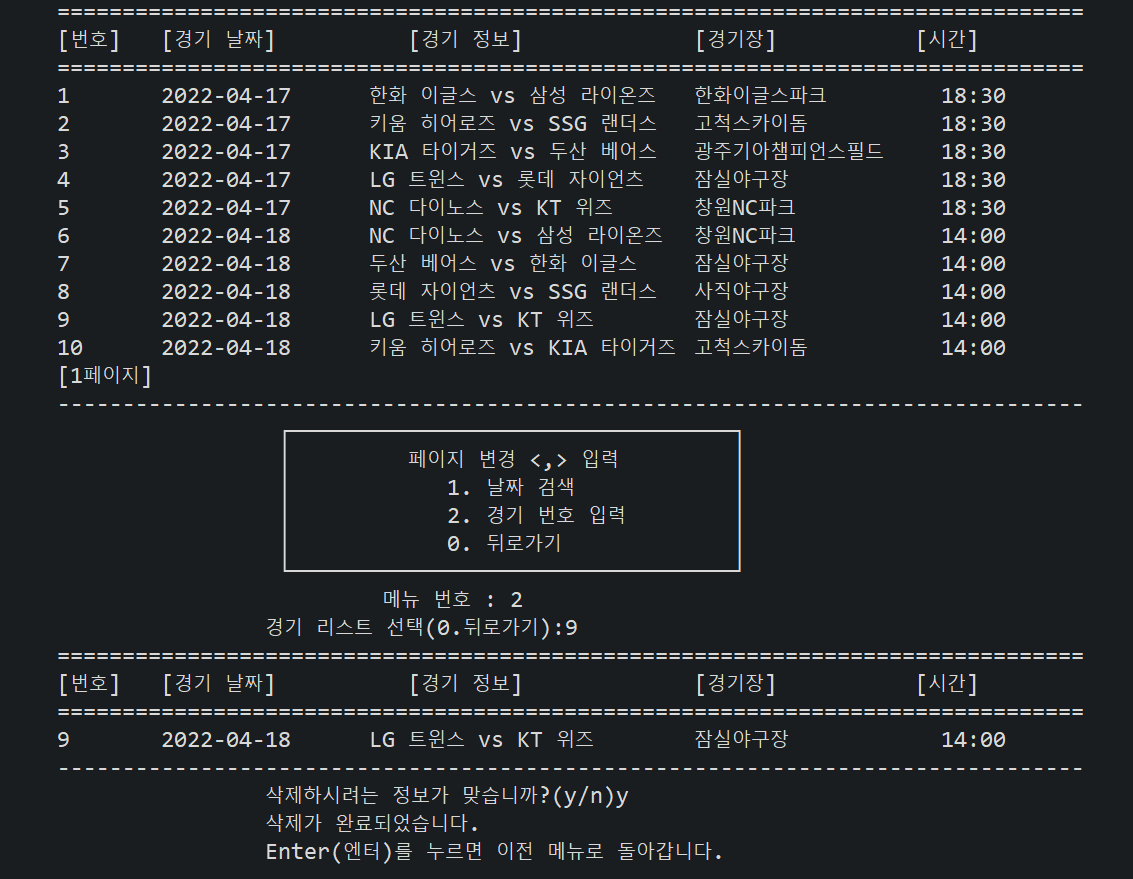 ===============================================================================
[번호]   [경기 날짜]          [경기 정보]             [경기장]           [시간]
===============================================================================
1       2022-04-17      한화 이글스 vs 삼성 라이온즈   한화이글스파크         18:30
2       2022-04-17      키움 히어로즈 vs SSG 랜더스   고척스카이돔          18:30
3       2022-04-17      KIA 타이거즈 vs 두산 베어스   광주기아챔피언스필드     18:30
4       2022-04-17      LG 트윈스 vs 롯데 자이언츠    잠실야구장            18:30
5       2022-04-17      NC 다이노스 vs KT 위즈      창원NC파크           18:30
6       2022-04-18      NC 다이노스 vs 삼성 라이온즈   창원NC파크           14:00
7       2022-04-18      두산 베어스 vs 한화 이글스    잠실야구장            14:00
8       2022-04-18      롯데 자이언츠 vs SSG 랜더스   사직야구장            14:00
9       2022-04-18      LG 트윈스 vs KT 위즈        잠실야구장            14:00
10      2022-04-18      키움 히어로즈 vs KIA 타이거즈  고척스카이돔          14:00
[1페이지]
-------------------------------------------------------------------------------
페이지 변경 <,> 입력
1. 날짜 검색
2. 경기 번호 입력
0. 뒤로가기
메뉴 번호 : 2
경기 리스트 선택(0.뒤로가기):9
===============================================================================
[번호]   [경기 날짜]          [경기 정보]             [경기장]           [시간]
===============================================================================
9       2022-04-18      LG 트윈스 vs KT 위즈        잠실야구장            14:00
-------------------------------------------------------------------------------
삭제하시려는 정보가 맞습니까?(y/n)y
삭제가 완료되었습니다.
Enter(엔터)를 누르면 이전 메뉴로 돌아갑니다.